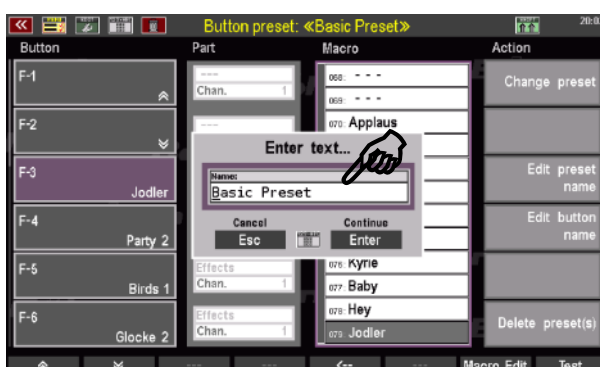 Button preset: «Basic Preset»
20:0
Button
Part
Macro
Action
F-1
F-2
F-3
Jodler
F-4
Party 2
F-5
Birds 1
F-6
Glocke 2
---
Chan. 1
---
Effects
Chan. 1
Effects
Chan. 1
068: - - -
069: - - -
070: Applaus
076: Kyrie
077: Baby
078: Hey
079: Jodler
Enter text...
Name:
Basic Preset
Cancel
Continue
Esc
Enter
Change preset
Edit preset
name
Edit button
name
Delete preset(s)
--- --- <-- --- Macro Edit Test